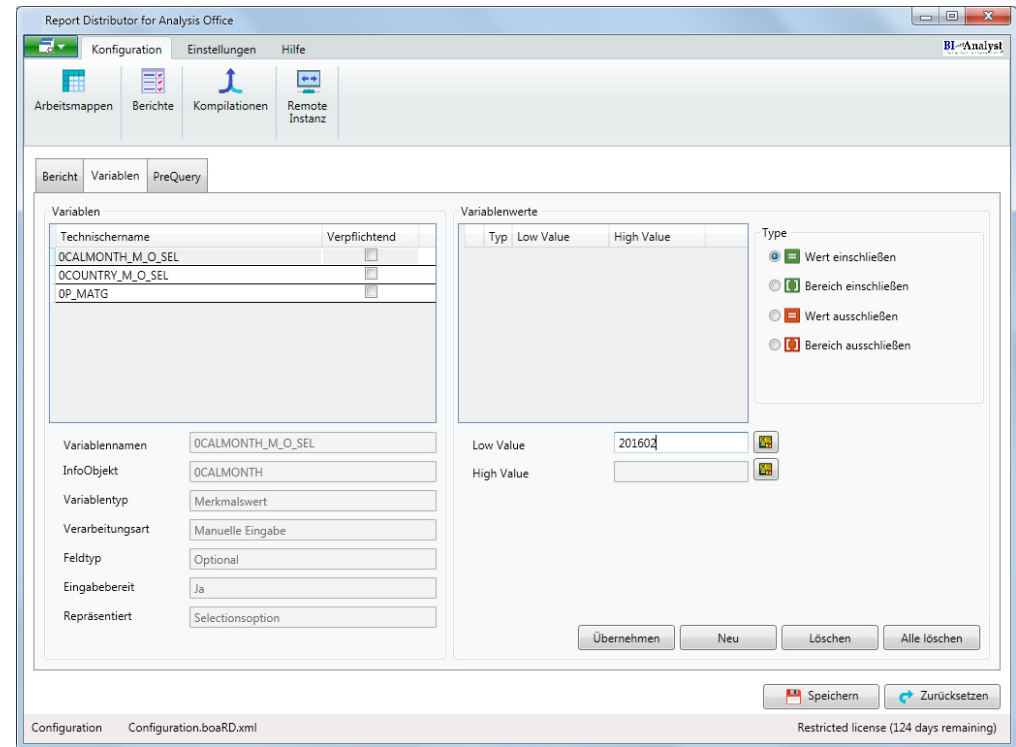 Report Distributor for Analysis Office
Konfiguration Einstellungen Hilfe
BI Analyst
Arbeitsmappen Berichte Kompilationen Remote
Instanz
Bericht Variablen PreQuery
Variablen
Technischername Verpflichtend
0CALMONTH_M_O_SEL
0COUNTRY_M_O_SEL
0P_MATG
Variablennamen 0CALMONTH_M_O_SEL
InfoObjekt 0CALMONTH
Variablentyp Merkmalswert
Verarbeitungsart Manuelle Eingabe
Feldtyp Optional
Eingabebereit Ja
Repräsentiert Selectionsoption
Variablenwerte
Typ Low Value High Value
Type
Wert einschließen
Bereich einschließen
Wert ausschließen
Bereich ausschließen
Low Value 201602
High Value
Übernehmen Neu Löschen Alle löschen
Speichern Zurücksetzen
Configuration Configuration.boaRD.xml Restricted license (124 days remaining)